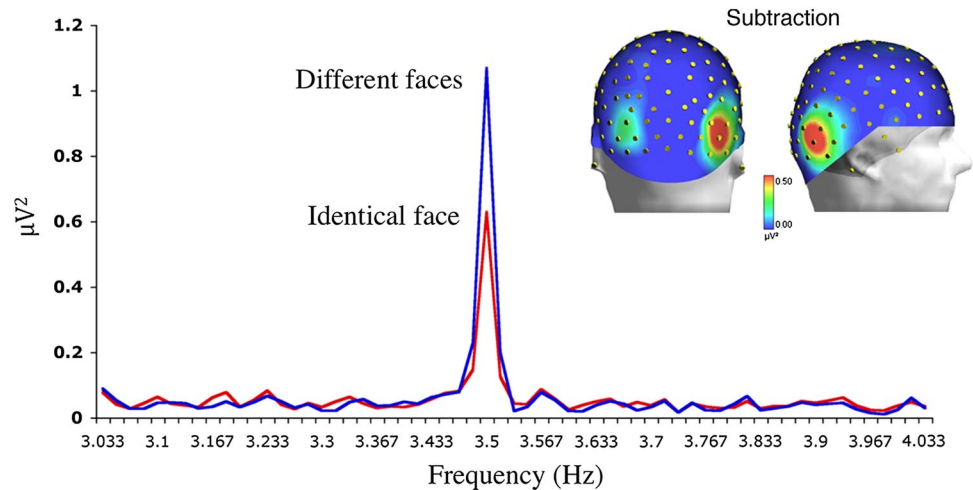 Subtraction
1.2
1
0.8
0.6
0.4
0.2
0
μV²
Different faces
Identical face
0.50
0.00
μV²
3.033 3.1 3.167 3.233 3.3 3.367 3.433 3.5 3.567 3.633 3.7 3.767 3.833 3.9 3.967 4.033
Frequency (Hz)